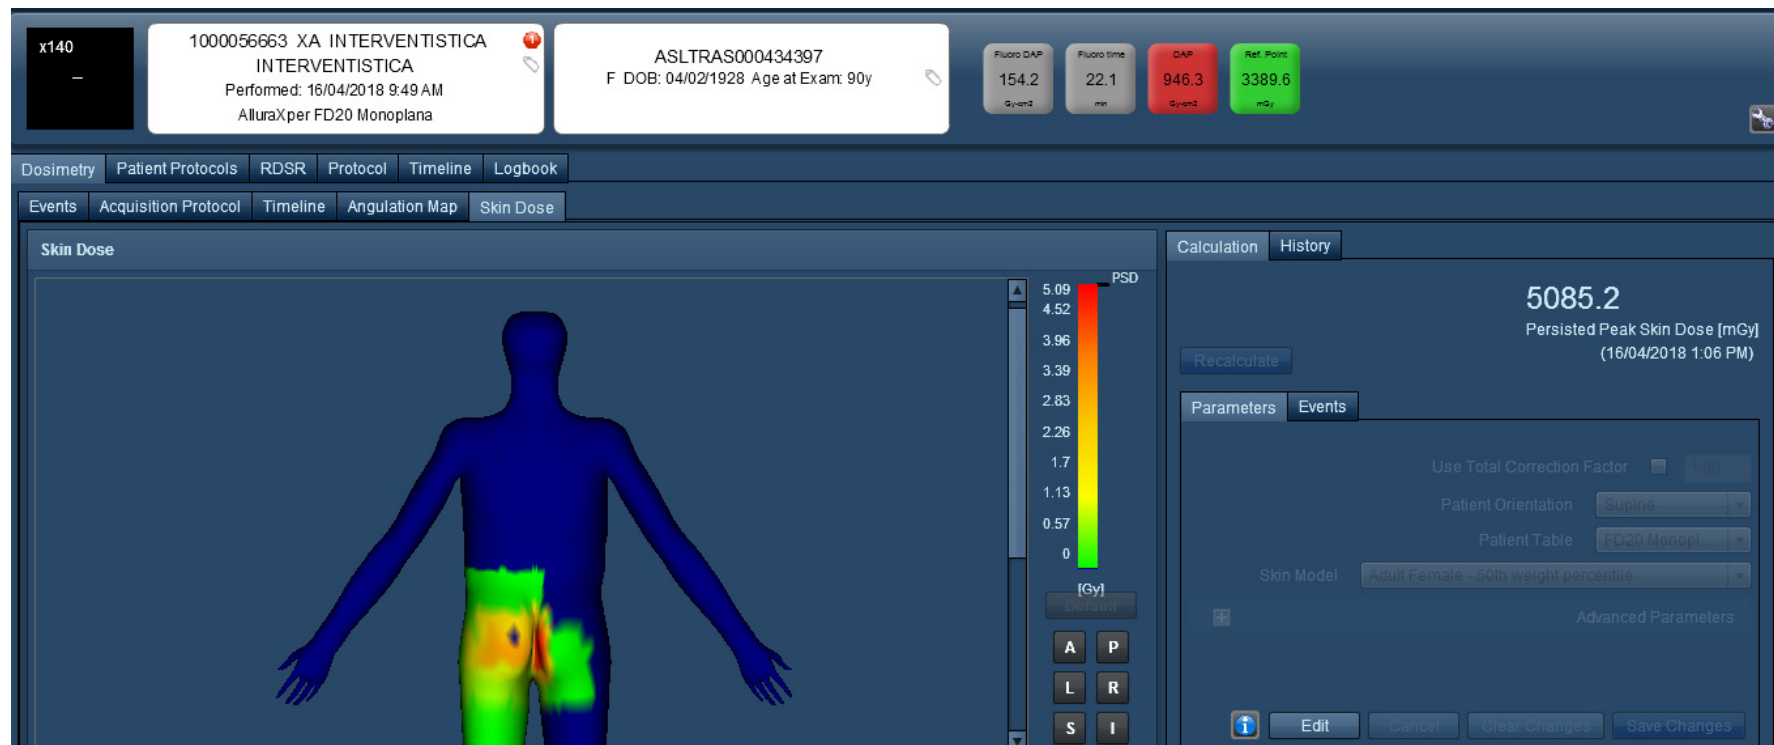 x140
1000056663 XA INTERVENTISTICA
INTERVENTISTICA
Performed: 16/04/2018 9:49 AM
AlluraXper FD20 Monoplana
ASLTRAS000434397
F DOB: 04/02/1928 Age at Exam: 90y
Fluoro DAP
154.2
Gy-cm2
Fluoro time
22.1
min
DAP
946.3
Gy-cm2
Ref. Point
3389.6
mGy
Dosimetry Patient Protocols RDSR Protocol Timeline Logbook
Events Acquisition Protocol Timeline Angulation Map Skin Dose
Skin Dose
PSD
5.09
4.52
3.96
3.39
2.83
2.26
1.7
1.13
0.57
0
[Gy]
Default
A P
L R
S I
Calculation History
5085.2
Persisted Peak Skin Dose [mGy]
(16/04/2018 1:06 PM)
Recalculate
Parameters Events
Use Total Correction Factor 1.00
Patient Orientation Supine
Patient Table FD20 Monopl...
Skin Model Adult Female - 50th weight percentile
Advanced Parameters
Edit Cancel Clear Changes Save Changes